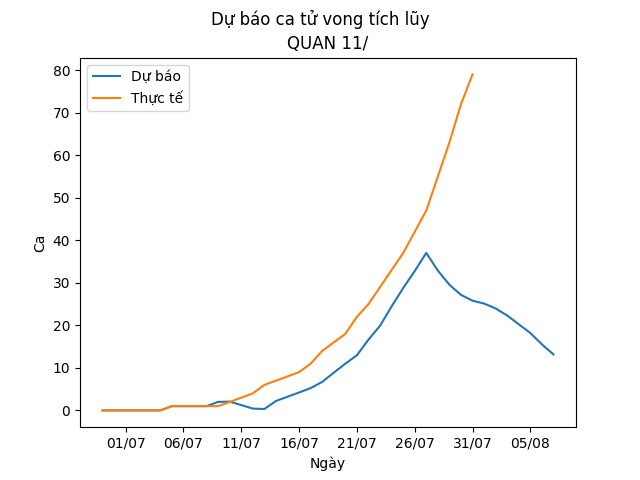 Dự báo ca tử vong tích lũy
QUAN 11/
Dự báo
Thực tế
80
70
60
50
40
30
20
10
0
Ca
01/07 06/07 11/07 16/07 21/07 26/07 31/07 05/08
Ngày